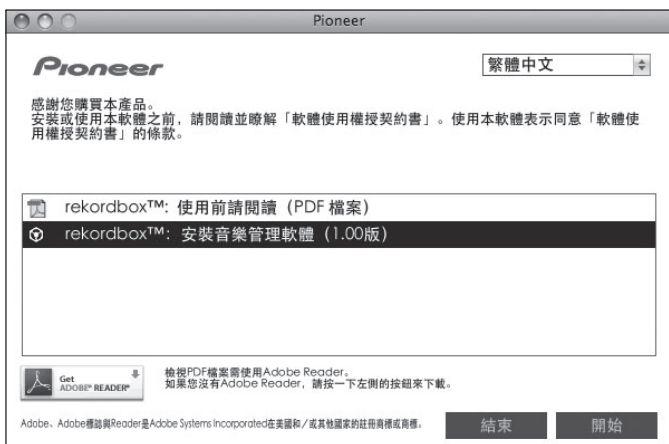 Pioneer
Pioneer
繁體中文
感謝您購買本產品。
安裝或使用本軟體之前，請閱讀並瞭解「軟體使用權授契約書」。使用本軟體表示同意「軟體使
用權授契約書」的條款。
rekordbox™: 使用前請閱讀（PDF 檔案）
rekordbox™: 安裝音樂管理軟體（1.00版）
Get
ADOBE® READER®
檢視PDF檔案需使用Adobe Reader。
如果您沒有Adobe Reader，請按一下左側的按鈕來下載。
Adobe、Adobe標誌與Reader是Adobe Systems Incorporated在美國和／或其他國家的註冊商標或商標。
結束
開始